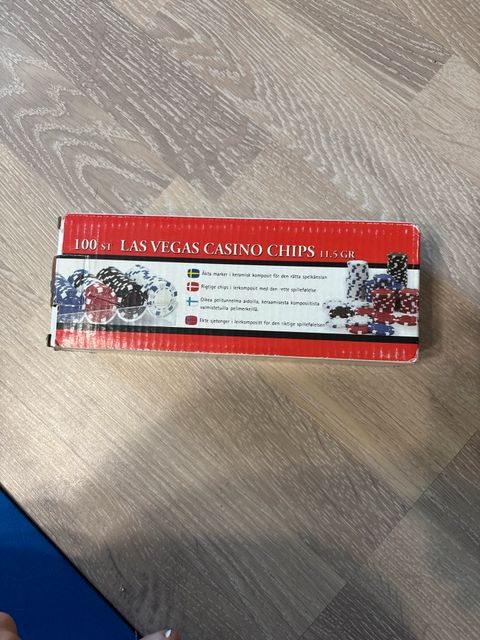 100 ST LAS VEGAS CASINO CHIPS 11.5 GR
Äkta marker i keramisk komposit för den rätta spelkänslan
Rigtige chips i lerkomposit med den rette spillefølelse
Oikea pelitunnelma aidoilla, keraamisesta komposiitista
valmistetuilla pelimerkeillä.
Ekte sjetonger i leirkompositt for den riktige spillefølelsen